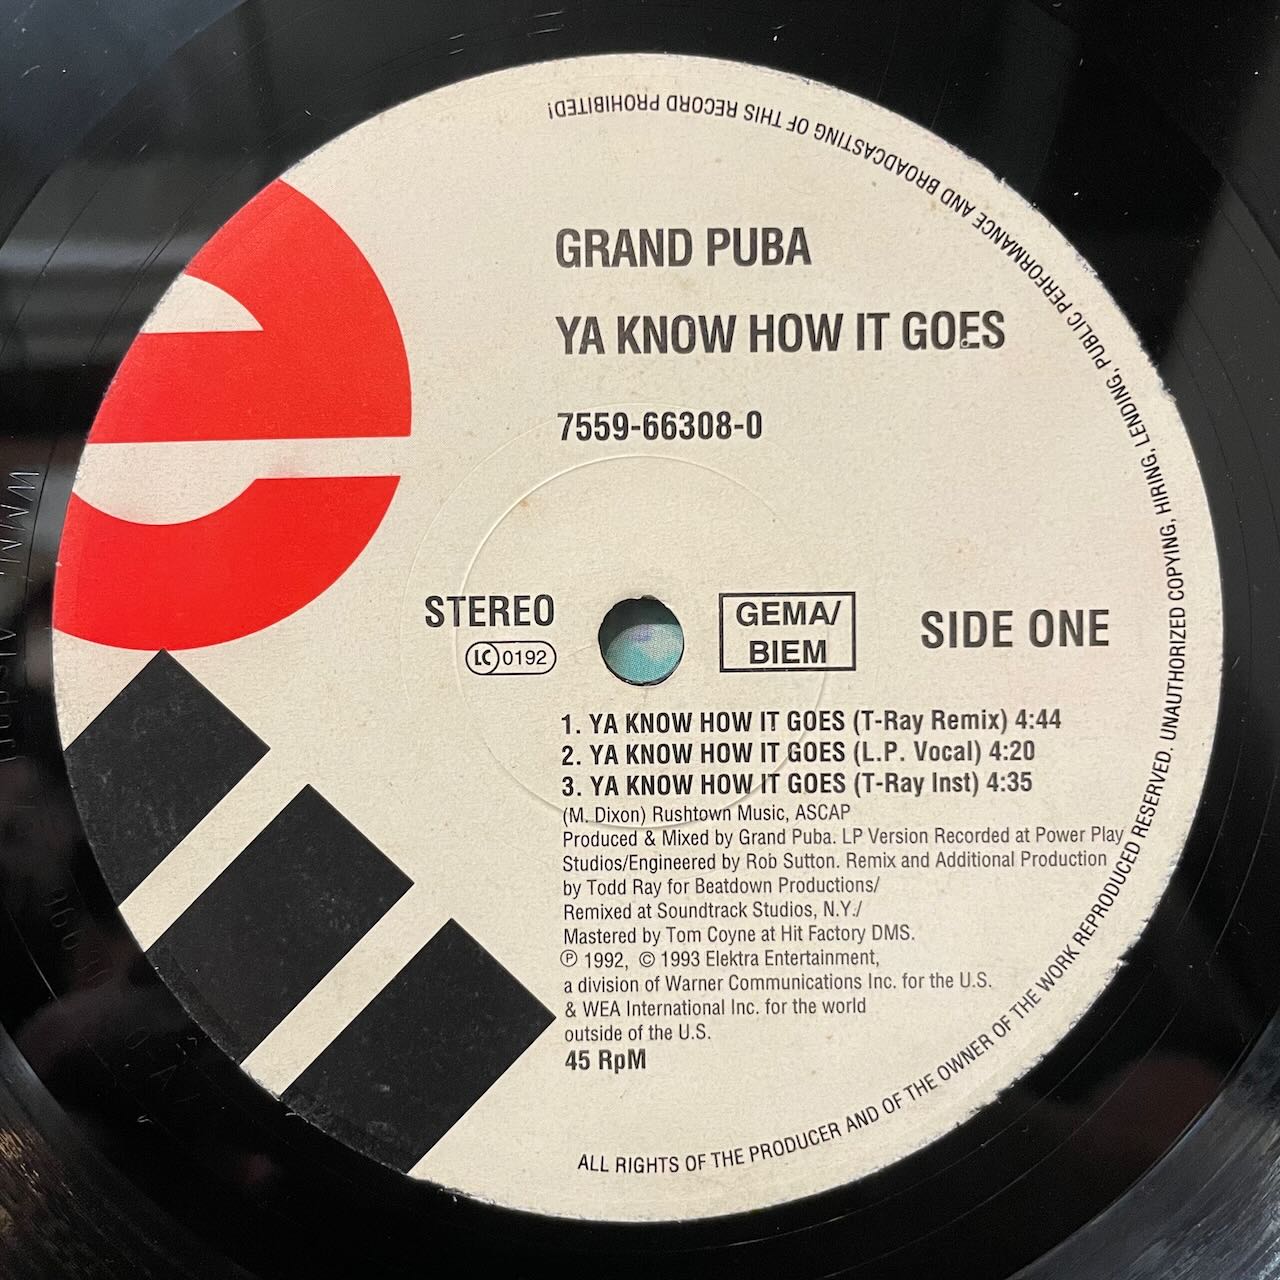 GRAND PUBA
YA KNOW HOW IT GOES
7559-66308-0
STEREO
LC 0192
GEMA/
BIEM
SIDE ONE
1. YA KNOW HOW IT GOES (T-Ray Remix) 4:44
2. YA KNOW HOW IT GOES (L.P. Vocal) 4:20
3. YA KNOW HOW IT GOES (T-Ray Inst) 4:35
(M. Dixon) Rushtown Music, ASCAP
Produced & Mixed by Grand Puba. LP Version Recorded at Power Play
Studios/Engineered by Rob Sutton. Remix and Additional Production
by Todd Ray for Beatdown Productions/
Remixed at Soundtrack Studios, N.Y./
Mastered by Tom Coyne at Hit Factory DMS.
℗ 1992, © 1993 Elektra Entertainment,
a division of Warner Communications Inc. for the U.S.
& WEA International Inc. for the world
outside of the U.S.
45 RpM
ALL RIGHTS OF THE PRODUCER AND OF THE OWNER OF THE WORK REPRODUCED RESERVED. UNAUTHORIZED COPYING, HIRING, LENDING, PUBLIC PERFORMANCE AND BROADCASTING OF THIS RECORD PROHIBITED!